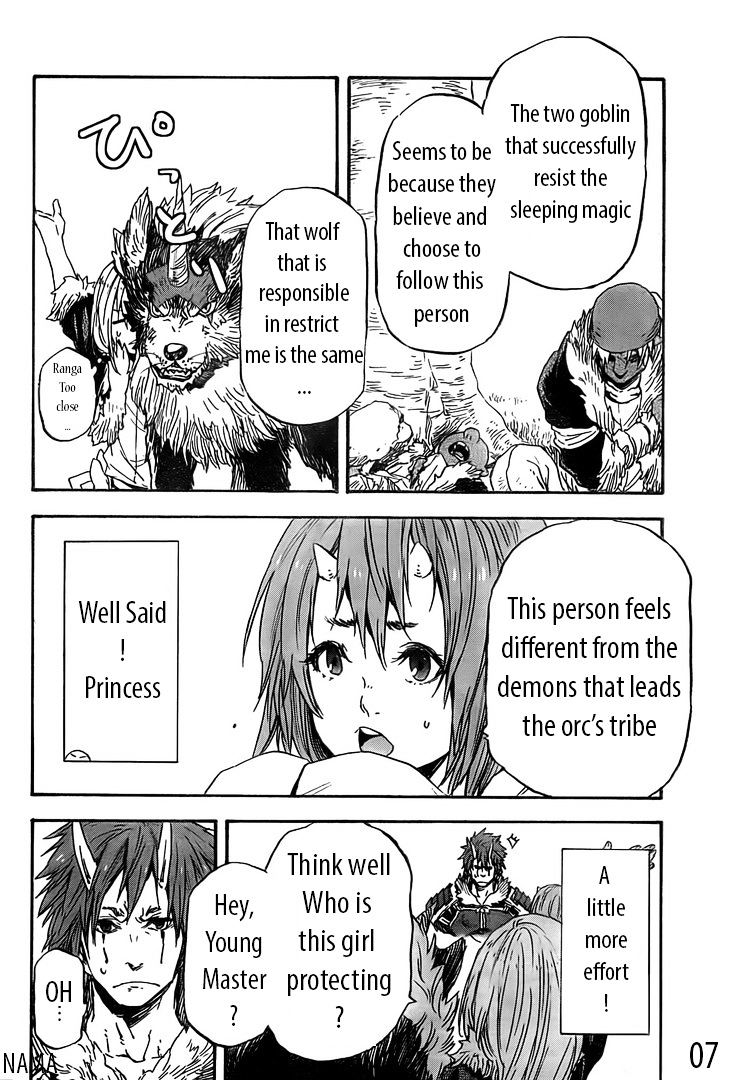 The two goblin
that successfully
resist the
sleeping magic
Seems to be
because they
believe and
choose to
follow this
person
ぴ
っ
と
り
That wolf
that is
responsible
in restrict
me is the same
...
Ranga
Too
close
...
This person feels
different from the
demons that leads
the orc's tribe
Well Said
!
Princess
A
little
more
effort
!
Think well
Who is
this girl
protecting
?
Hey,
Young
Master
?
OH
...
07